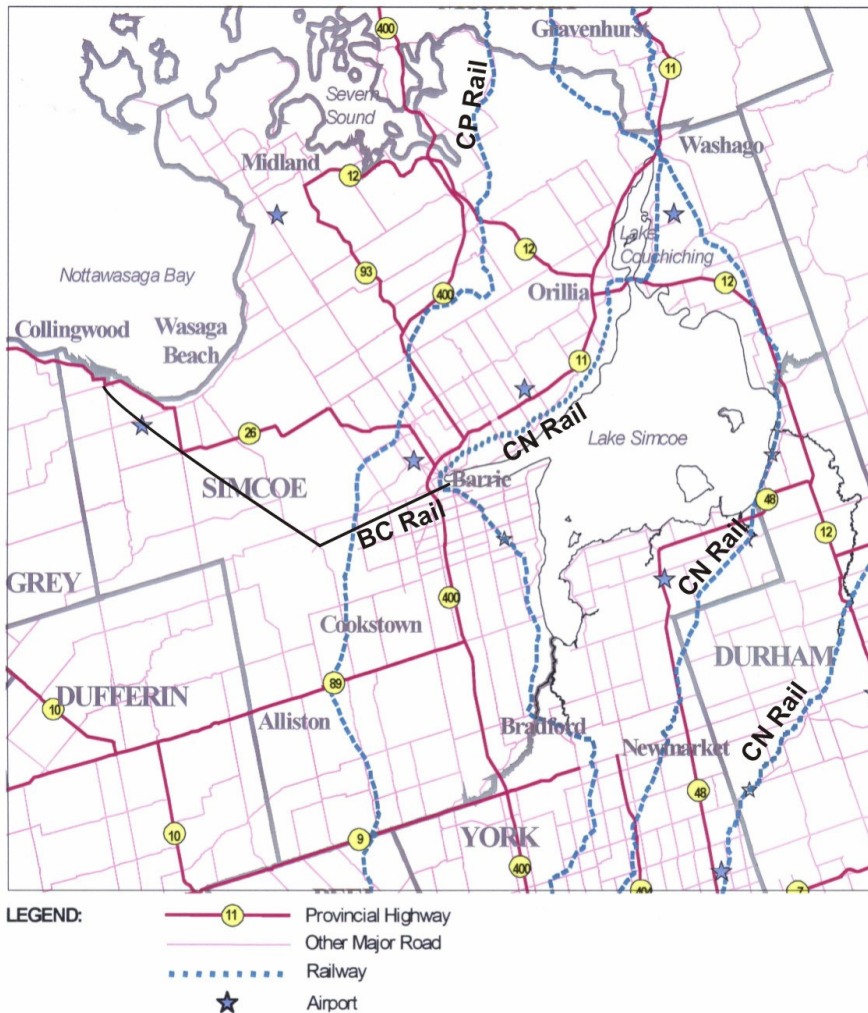 Gravenhurst
400
11
CP Rail
Severn
Sound
Washago
Midland
12
Lake
Couchiching
12
93
Nottawasaga Bay
400
Orillia
12
Collingwood
Wasaga
Beach
11
26
CN Rail
Lake Simcoe
SIMCOE
Barrie
BC Rail
48
12
CN Rail
GREY
400
Cookstown
DURHAM
89
DUFFERIN
10
Alliston
Bradford
Newmarket
CN Rail
48
10
9
YORK
400
404
7
LEGEND:
11 Provincial Highway
Other Major Road
Railway
Airport